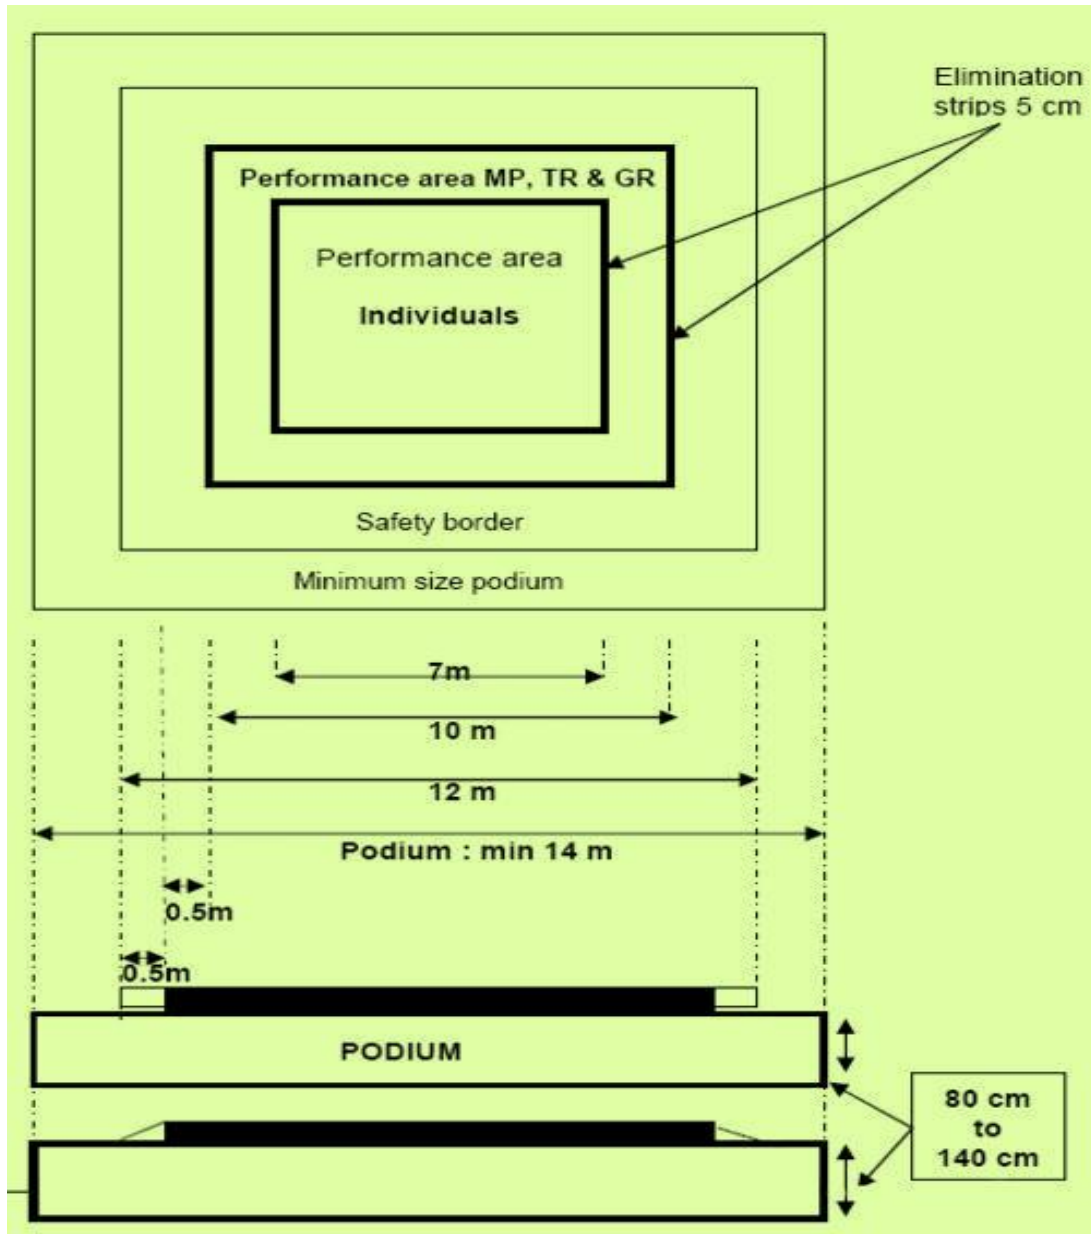 Elimination
strips 5 cm
Performance area MP, TR & GR
Performance area
Individuals
Safety border
Minimum size podium
7m
10 m
12 m
Podium : min 14 m
0.5m
0.5m
PODIUM
80 cm
to
140 cm